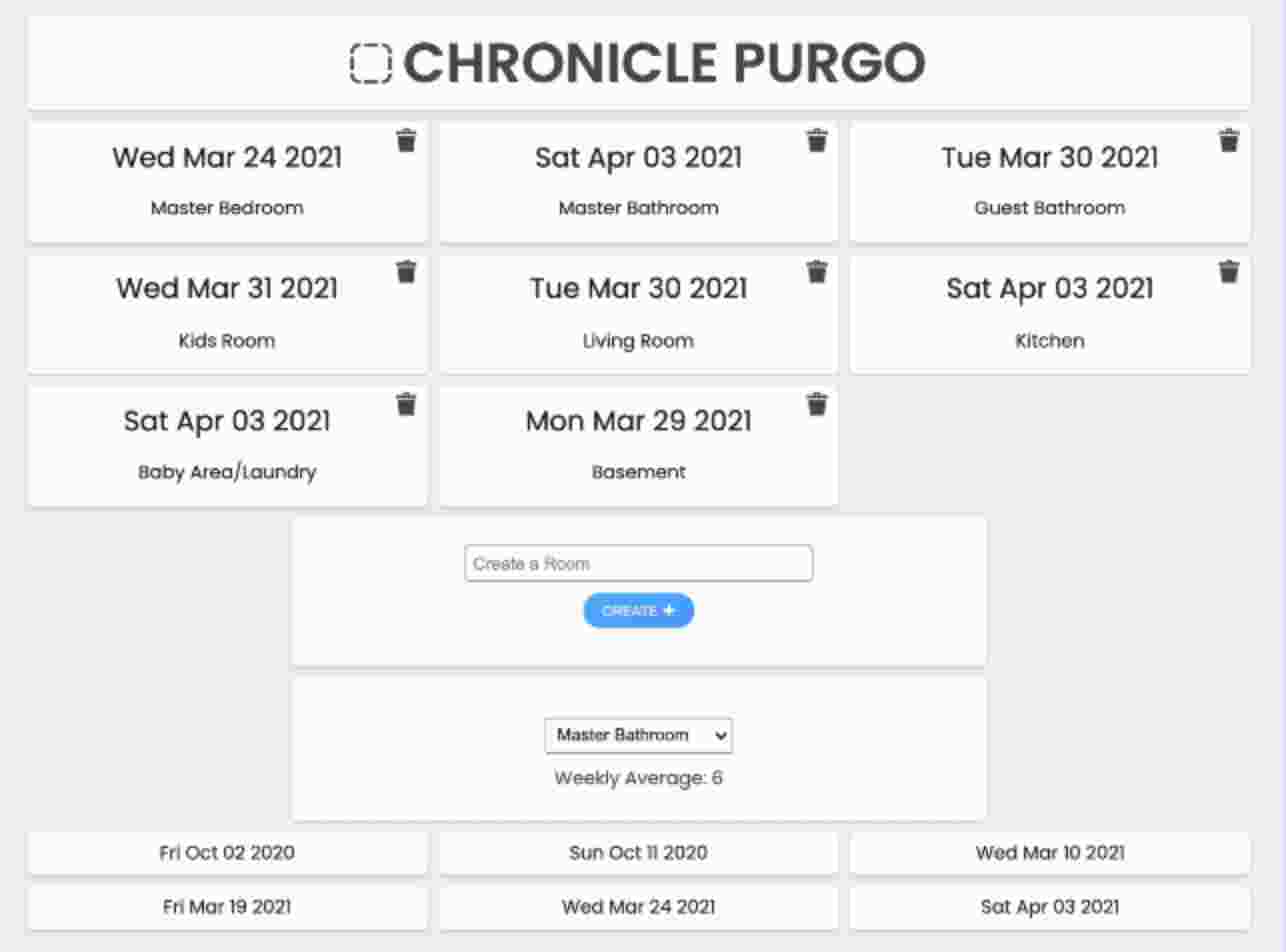 CHRONICLE PURGO
Wed Mar 24 2021
Master Bedroom
Sat Apr 03 2021
Master Bathroom
Tue Mar 30 2021
Guest Bathroom
Wed Mar 31 2021
Kids Room
Tue Mar 30 2021
Living Room
Sat Apr 03 2021
Kitchen
Sat Apr 03 2021
Baby Area/Laundry
Mon Mar 29 2021
Basement
Create a Room
CREATE +
Master Bathroom
Weekly Average: 6
Fri Oct 02 2020
Sun Oct 11 2020
Wed Mar 10 2021
Fri Mar 19 2021
Wed Mar 24 2021
Sat Apr 03 2021